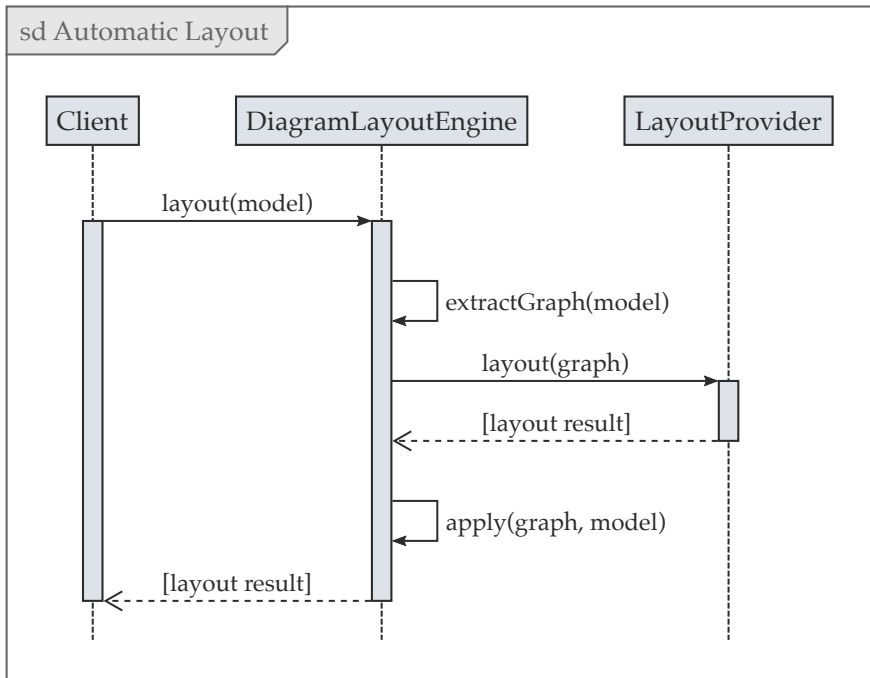 sd Automatic Layout
Client
DiagramLayoutEngine
LayoutProvider
layout(model)
extractGraph(model)
layout(graph)
[layout result]
apply(graph, model)
[layout result]